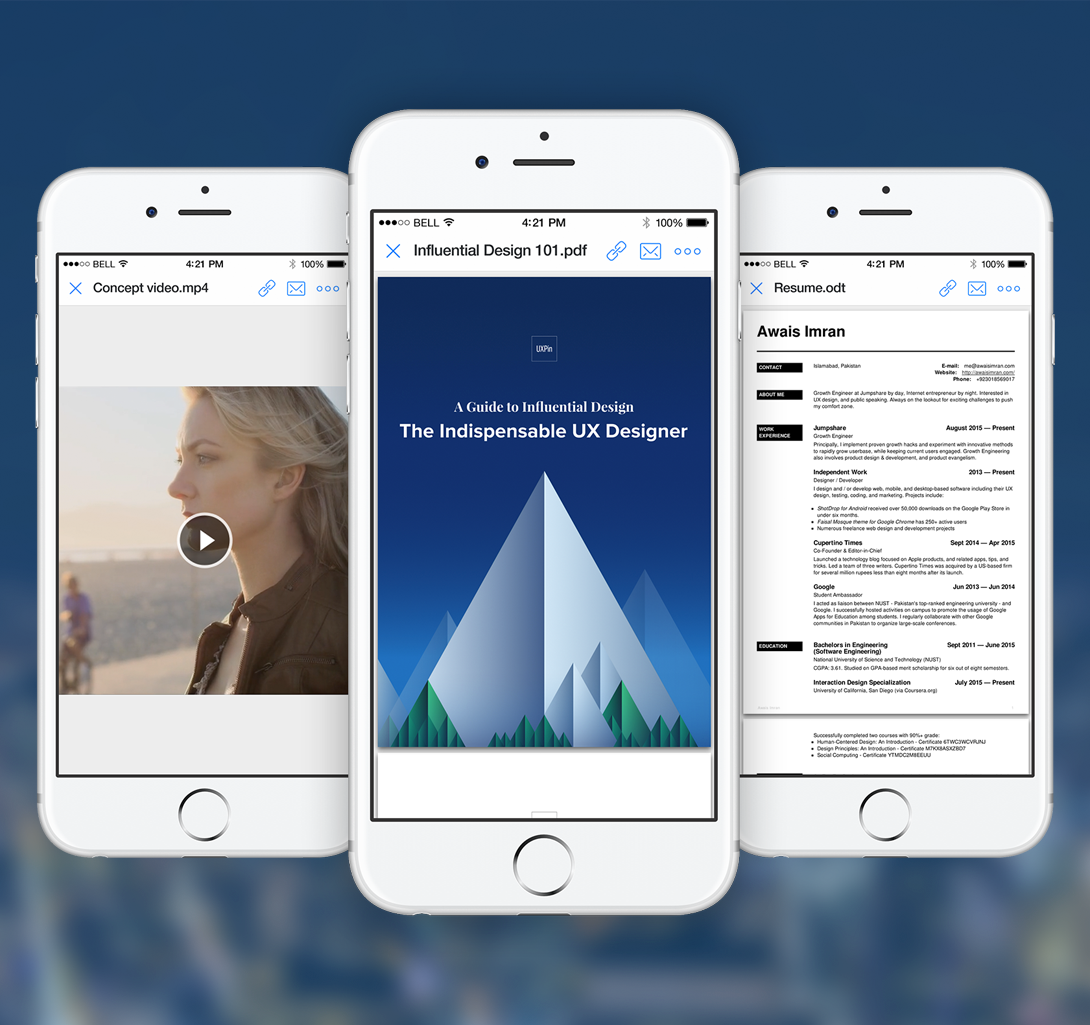 BELL
4:21 PM
100%
Concept video.mp4
BELL
4:21 PM
100%
Influential Design 101.pdf
UXPin
A Guide to Influential Design
The Indispensable UX Designer
BELL
4:21 PM
100%
Resume.odt
Awais Imran
CONTACT
Islamabad, Pakistan
E-mail: me@awaisimran.com
Website: http://awaisimran.com/
Phone: +923018569017
ABOUT ME
Growth Engineer at Jumpshare by day, Internet entrepreneur by night. Interested in
UX design, and public speaking. Always on the lookout for exciting challenges to push
my comfort zone.
WORK
EXPERIENCE
Jumpshare August 2015 — Present
Growth Engineer
Principally, I implement proven growth hacks and experiment with innovative methods
to rapidly grow userbase, while keeping current users engaged. Growth Engineering
also involves product design & development, and product evangelism.
Independent Work 2013 — Present
Designer / Developer
I design and / or develop web, mobile, and desktop-based software including their UX
design, testing, coding, and marketing. Projects include:
• ShotDrop for Android received over 50,000 downloads on the Google Play Store in
under six months.
• Faisal Mosque theme for Google Chrome has 250+ active users
• Numerous freelance web design and development projects
Cupertino Times Sept 2014 — Apr 2015
Co-Founder & Editor-in-Chief
Launched a technology blog focused on Apple products, and related apps, tips, and
tricks. Led a team of three writers. Cupertino Times was acquired by a US-based firm
for several million rupees less than eight months after its launch.
Google Jun 2013 — Jun 2014
Student Ambassador
I acted as liaison between NUST - Pakistan's top-ranked engineering university - and
Google. I successfully hosted activities on campus to promote the usage of Google
Apps for Education among students. I regularly collaborate with other Google
communities in Pakistan to organize large-scale conferences.
EDUCATION
Bachelors in Engineering Sept 2011 — June 2015
(Software Engineering)
National University of Science and Technology (NUST)
CGPA: 3.61. Studied on GPA-based merit scholarship for six out of eight semesters.
Interaction Design Specialization July 2015 — Present
University of California, San Diego (via Coursera.org)
Successfully completed two courses with 90%+ grade:
• Human-Centered Design: An Introduction - Certificate 6TWC3WCVPJNJ
• Design Principles: An Introduction - Certificate M7KX8ASXZBD7
• Social Computing - Certificate YTMDC2M8EEUU